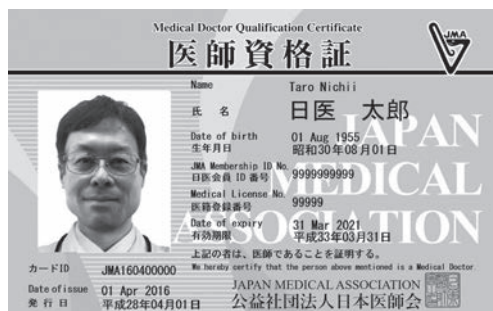 Medical Doctor Qualification Certificate
医師資格証
JMA
Name Taro Nichii
氏 名 日医 太郎
Date of birth 01 Aug 1955
生年月日 昭和30年08月01日
JMA Membership ID No.
日医会員 ID 番号 9999999999
Medical License No.
医籍登録番号 99999
Date of expiry 31 Mar 2021
有効期限 平成33年03月31日
上記の者は、医師であることを証明する。
We hereby certify that the person above mentioned is a Medical Doctor.
カードID JMA160400000
Date of issue 01 Apr 2016
発 行 日 平成28年04月01日
JAPAN MEDICAL ASSOCIATION
公益社団法人日本医師会
JAPAN
MEDICAL
ASSOCIATION